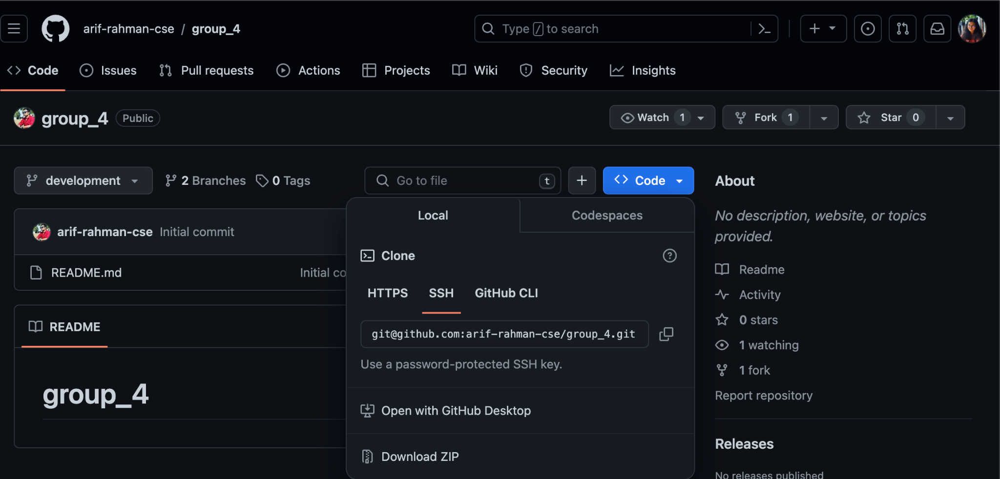 arif-rahman-cse / group_4
Type / to search
Code
Issues
Pull requests
Actions
Projects
Wiki
Security
Insights
group_4 Public
Watch 1
Fork 1
Star 0
development
2 Branches
0 Tags
Go to file t
Code
arif-rahman-cse Initial commit
README.md Initial co
README
group_4
Local
Codespaces
Clone
HTTPS
SSH
GitHub CLI
git@github.com:arif-rahman-cse/group_4.git
Use a password-protected SSH key.
Open with GitHub Desktop
Download ZIP
About
No description, website, or topics
provided.
Readme
Activity
0 stars
1 watching
1 fork
Report repository
Releases
No releases published